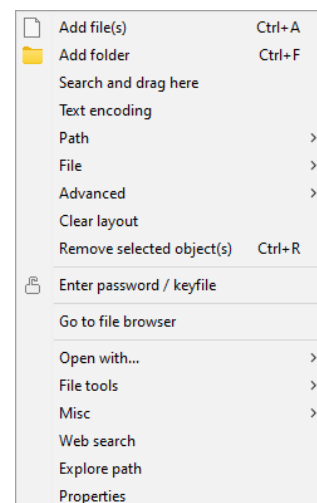 Add file(s) Ctrl+A
Add folder Ctrl+F
Search and drag here
Text encoding
Path
File
Advanced
Clear layout
Remove selected object(s) Ctrl+R
Enter password / keyfile
Go to file browser
Open with...
File tools
Misc
Web search
Explore path
Properties